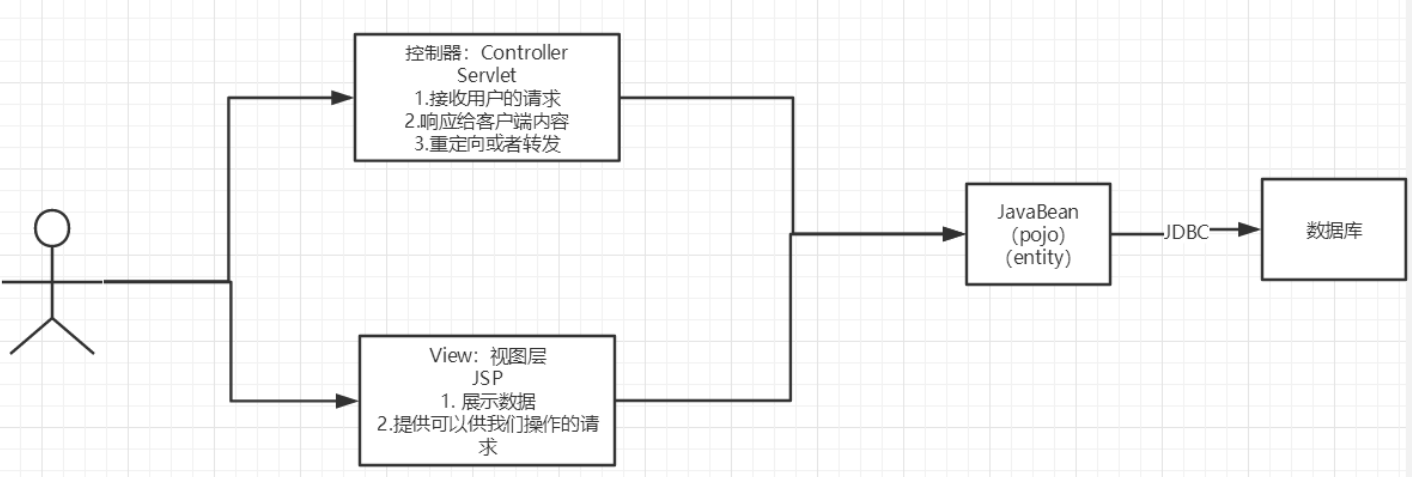 控制器：Controller
Servlet
1.接收用户的请求
2.响应给客户端内容
3.重定向或者转发
View：视图层
JSP
1. 展示数据
2.提供可以供我们操作的请
求
JavaBean
（pojo）
（entity）
JDBC
数据库